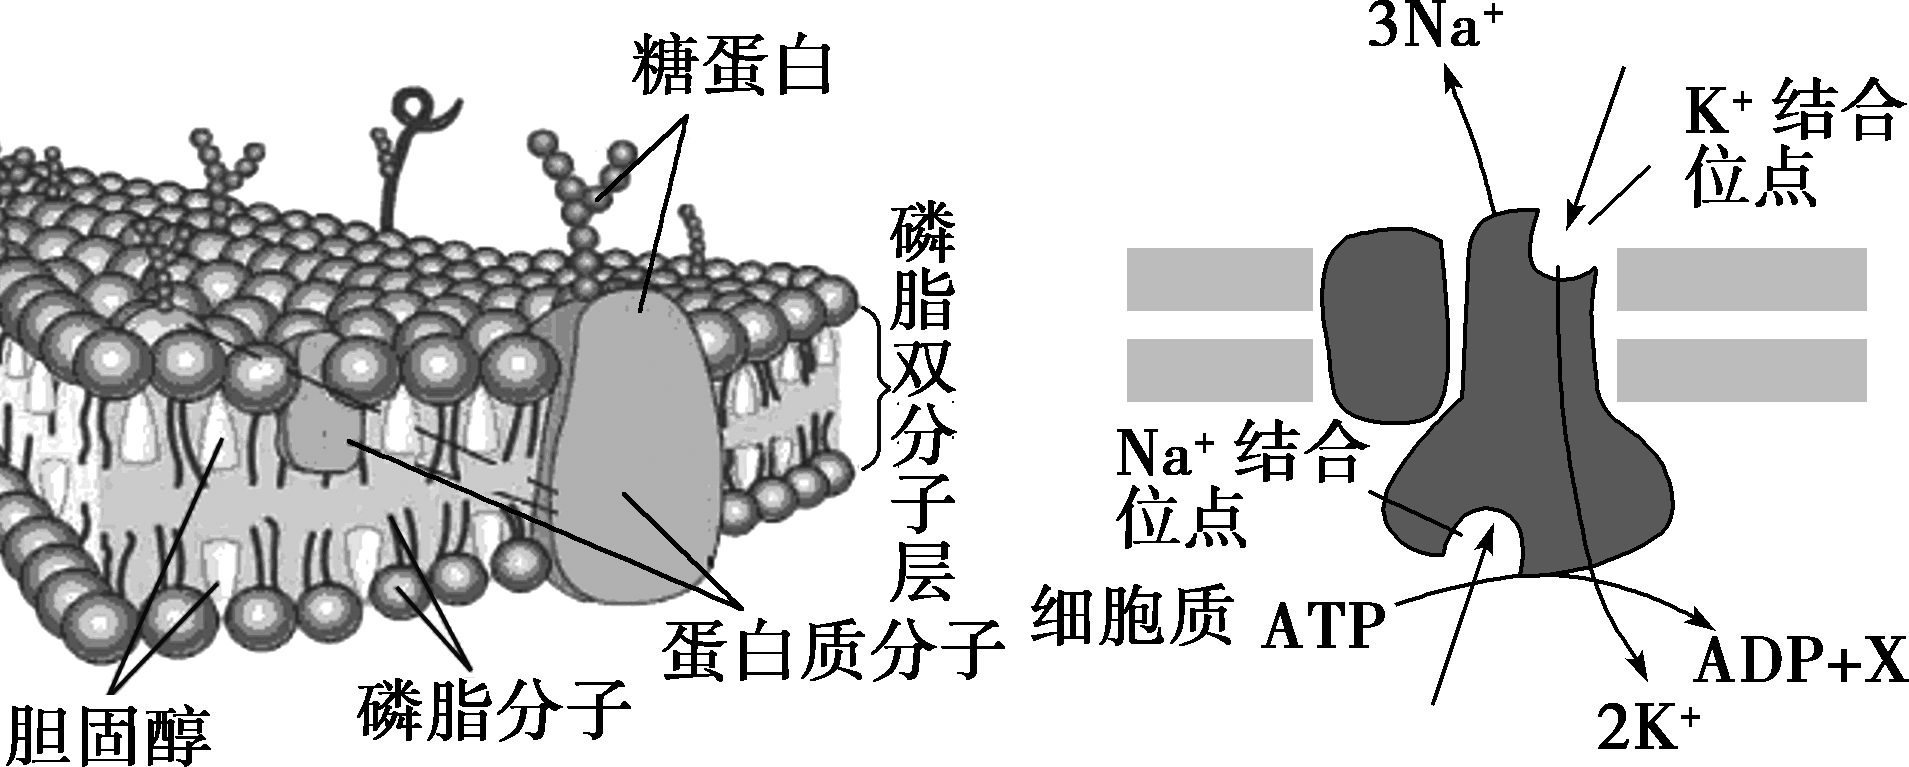 糖蛋白
磷脂双分子层
蛋白质分子
磷脂分子
胆固醇
3Na⁺
K⁺ 结合
位点
Na⁺ 结合
位点
细胞质 ATP
ADP+X
2K⁺